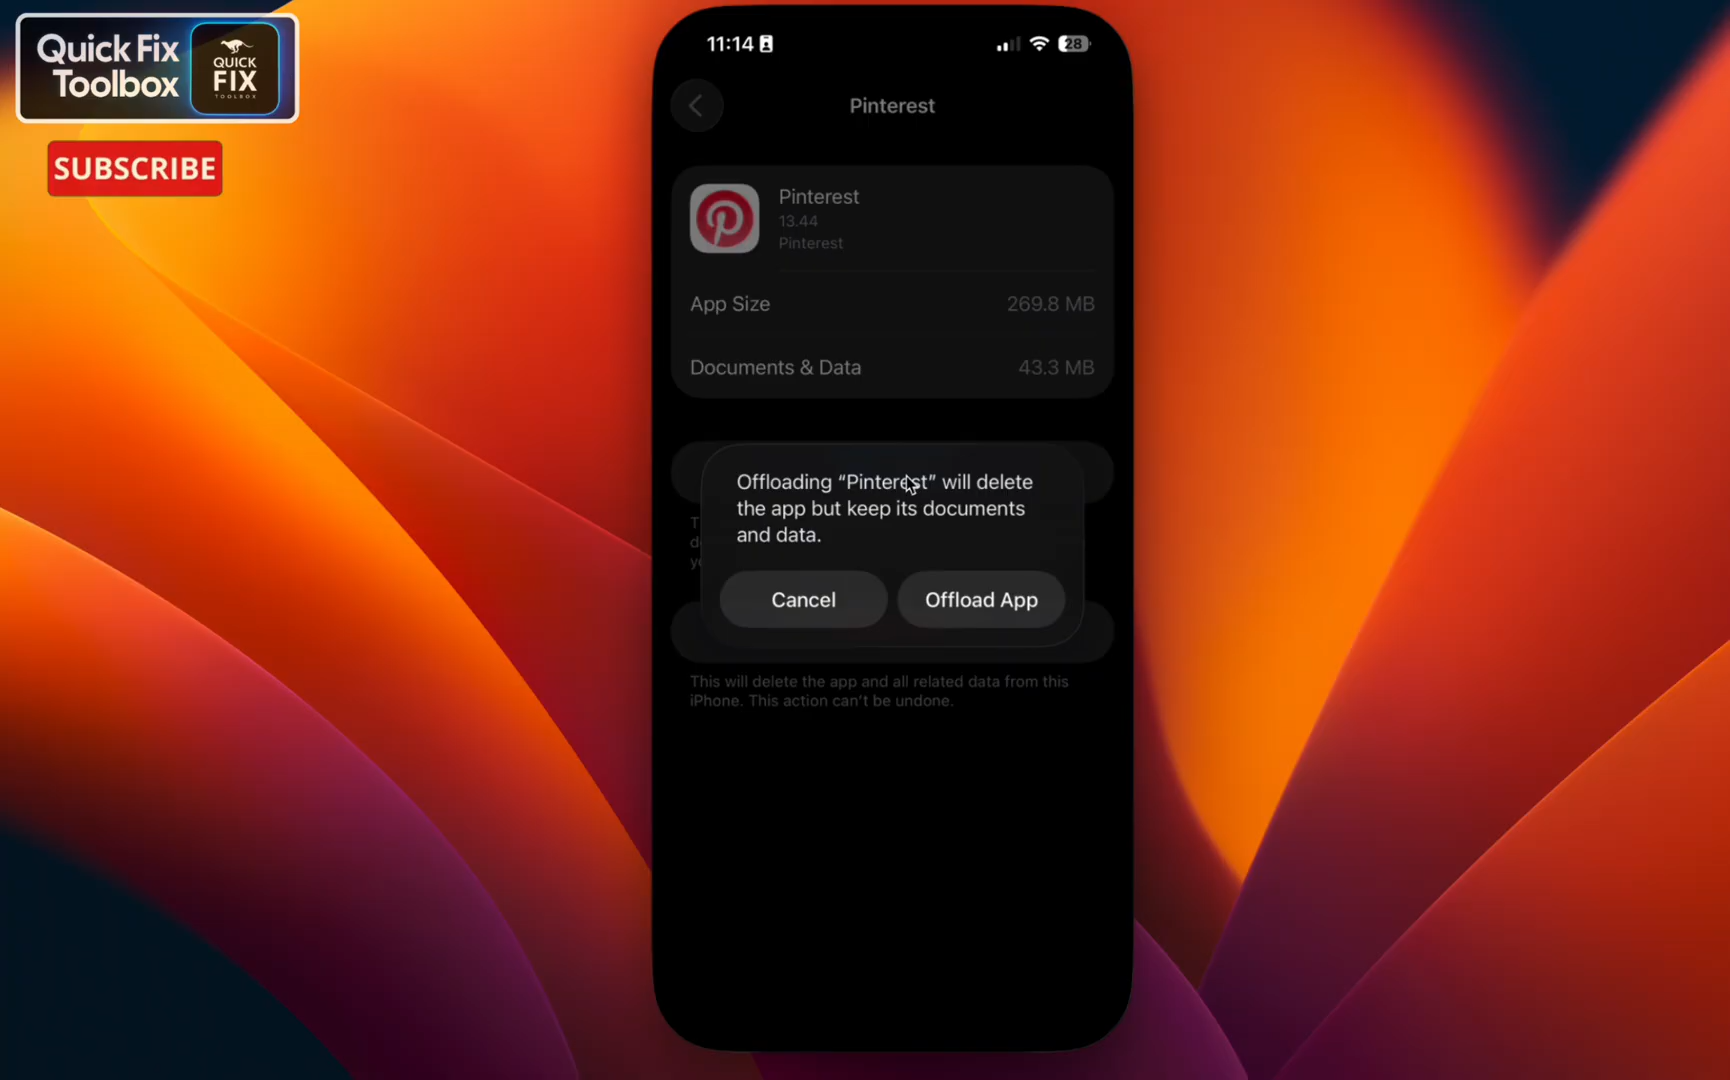 Quick Fix
Toolbox
QUICK
FIX
TOOLBOX
SUBSCRIBE
11:14
28
Pinterest
Pinterest
13.44
Pinterest
App Size
269.8 MB
Documents & Data
43.3 MB
Offloading “Pinterest” will delete
the app but keep its documents
and data.
Cancel
Offload App
This will delete the app and all related data from this
iPhone. This action can't be undone.